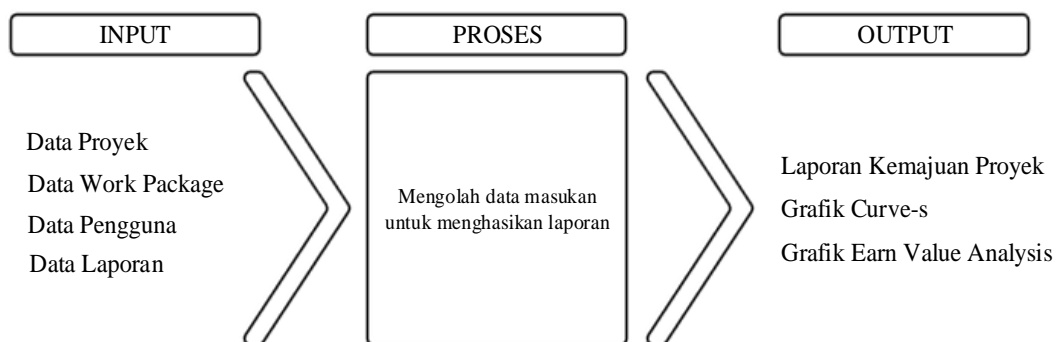 INPUT
PROSES
OUTPUT
Data Proyek
Data Work Package
Data Pengguna
Data Laporan
Mengolah data masukan
untuk menghasikan laporan
Laporan Kemajuan Proyek
Grafik Curve-s
Grafik Earn Value Analysis